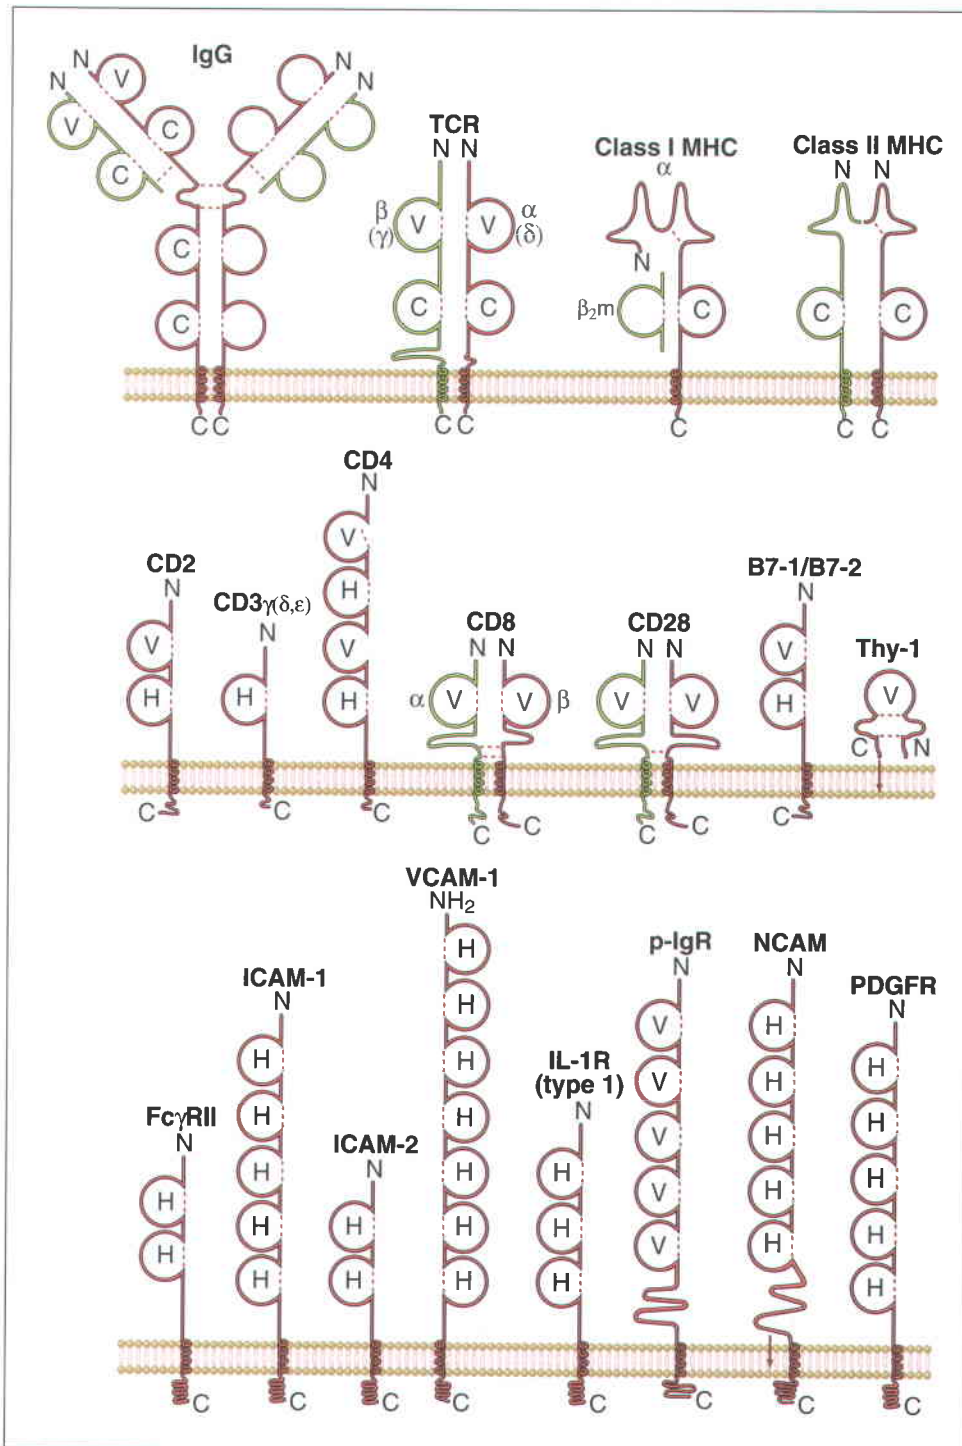 IgG
N N N N
V
V C
C
C
C
C C
TCR
N N
β (γ) V V α (δ)
C C
C C
Class I MHC
α
N
β₂m C
C
Class II MHC
N N
C C
C C
CD2
N
V
H
C
CD3γ(δ,ε)
N
H
C
CD4
N
V
H
V
H
C
CD8
N N
α V V β
C C
CD28
N N
V V
C C
B7-1/B7-2
N
V
H
C
Thy-1
V
C N
FcγRII
N
H
H
C
ICAM-1
N
H
H
H
H
H
C
ICAM-2
N
H
H
C
VCAM-1
NH₂
H
H
H
H
H
H
H
C
IL-1R
(type 1)
N
H
H
H
C
p-IgR
N
V
V
V
V
V
C
NCAM
N
H
H
H
H
H
C
PDGFR
N
H
H
H
H
H
C